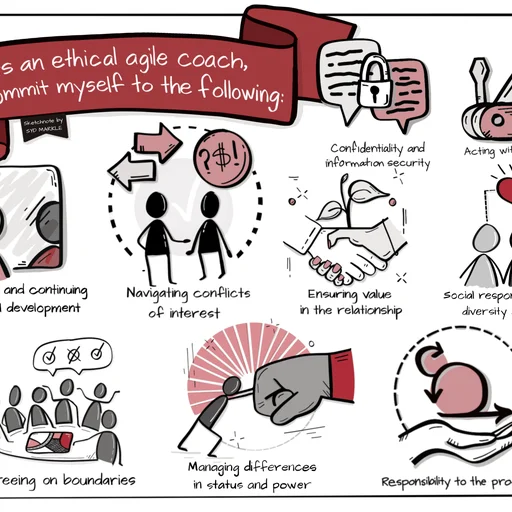 s an ethical agile coach,
ommit myself to the following:
Sketchnote by
SYD MARKLE
Confidentiality and
information security
Acting wit
?$!
and continuing
development
Navigating conflicts
of interest
Ensuring value
in the relationship
Social respon
diversity
reeing on boundaries
Managing differences
in status and power
Responsibility to the pro